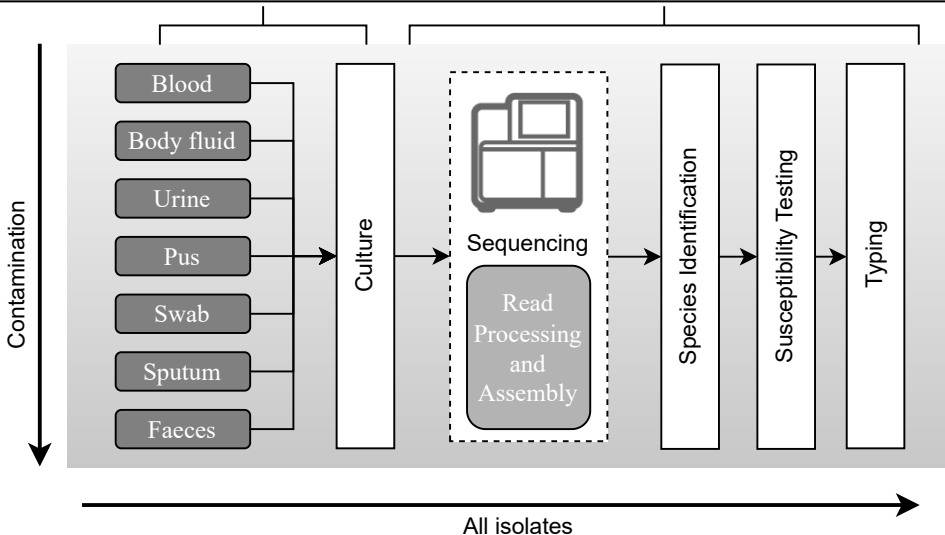 Contamination
Blood
Body fluid
Urine
Pus
Swab
Sputum
Faeces
Culture
Sequencing
Read
Processing
and
Assembly
Species Identification
Susceptibility Testing
Typing
All isolates